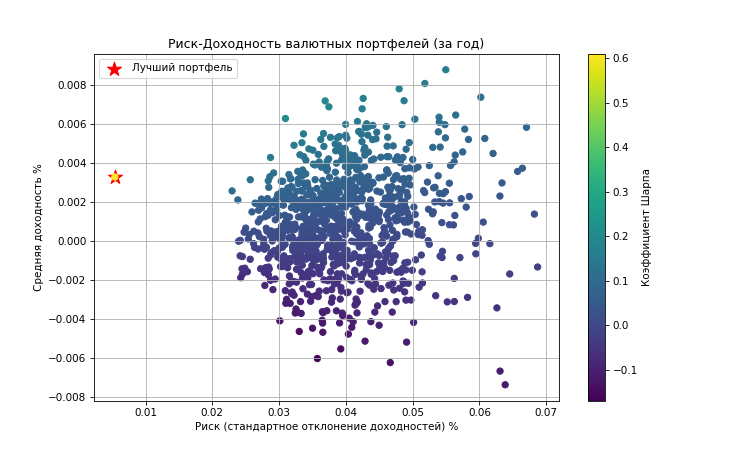 Риск-Доходность валютных портфелей (за год)
Лучший портфель
Средняя доходность %
0.008
0.006
0.004
0.002
0.000
−0.002
−0.004
−0.006
−0.008
0.01 0.02 0.03 0.04 0.05 0.06 0.07
Риск (стандартное отклонение доходностей) %
0.6
0.5
0.4
0.3
0.2
0.1
0.0
−0.1
Коэффициент Шарпа